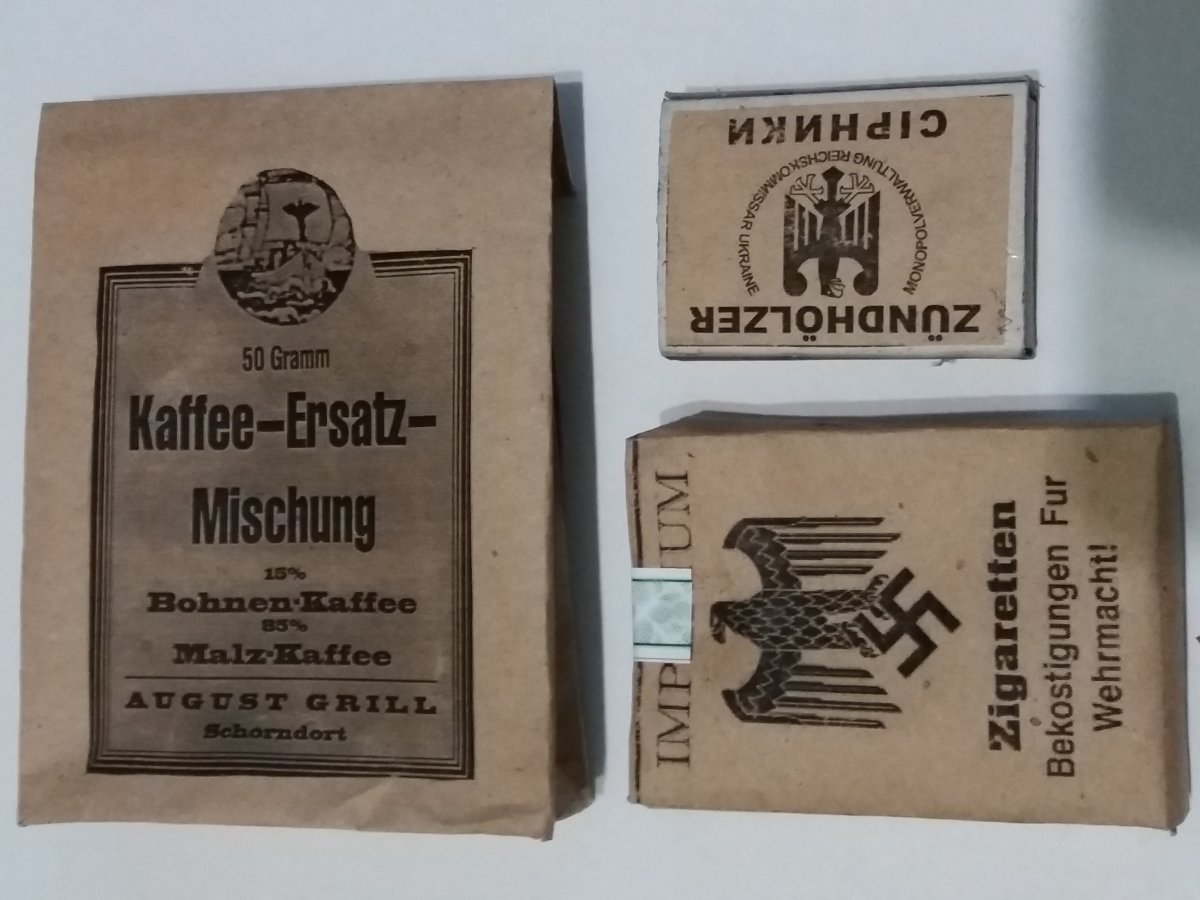 50 Gramm
Kaffee-Ersatz-
Mischung
15%
Bohnen-Kaffee
85%
Malz-Kaffee
AUGUST GRILL
Schorndort
ZÜNDHÖLZER
MONOPOLVERWALTUNG REICHSKOMMISSAR UKRAINE
СІРНИКИ
IMP UM
Zigaretten
Bekostigungen Fur
Wehrmacht!